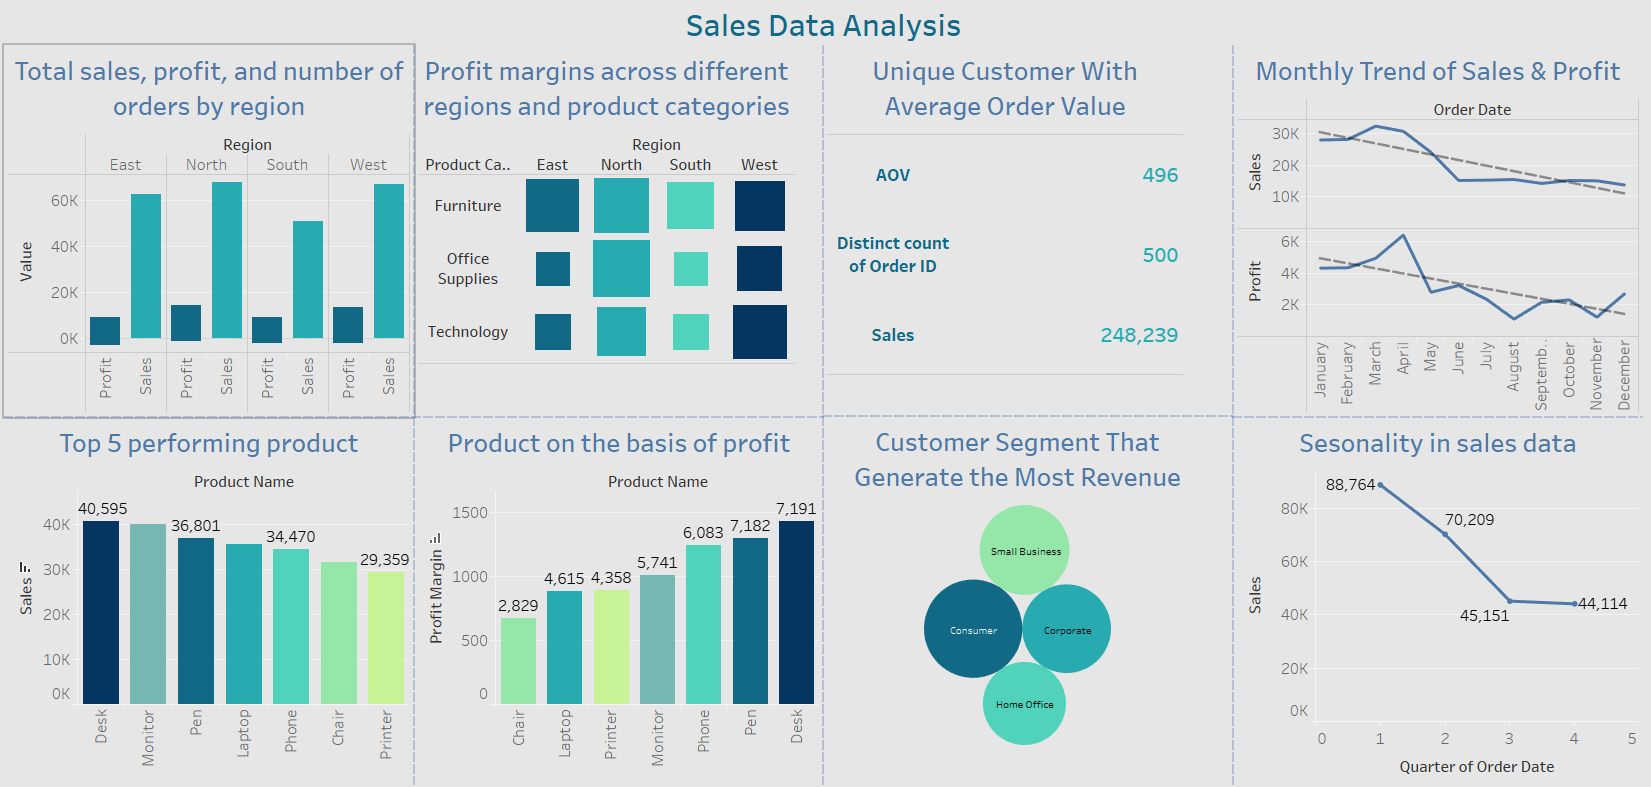 Sales Data Analysis
Total sales, profit, and number of
orders by region
Region
East North South West
60K
40K
20K
0K
Value
Profit Sales Profit Sales Profit Sales Profit Sales
Profit margins across different
regions and product categories
Region
Product Ca.. East North South West
Furniture
Office
Supplies
Technology
Unique Customer With
Average Order Value
AOV 496
Distinct count
of Order ID
500
Sales 248,239
Monthly Trend of Sales & Profit
Order Date
30K
20K
10K
Sales
6K
4K
2K
Profit
January February March April May June July August Septemb.. October November December
Top 5 performing product
Product Name
40,595 36,801 34,470 29,359
40K
30K
20K
10K
0K
Sales
Desk Monitor Pen Laptop Phone Chair Printer
Product on the basis of profit
Product Name
2,829 4,615 4,358 5,741 6,083 7,182 7,191
1500
1000
500
0
Profit Margin
Chair Laptop Printer Monitor Phone Pen Desk
Customer Segment That
Generate the Most Revenue
Small Business
Consumer
Corporate
Home Office
Sesonality in sales data
88,764
70,209
45,151
44,114
80K
60K
40K
20K
0K
Sales
0 1 2 3 4 5
Quarter of Order Date